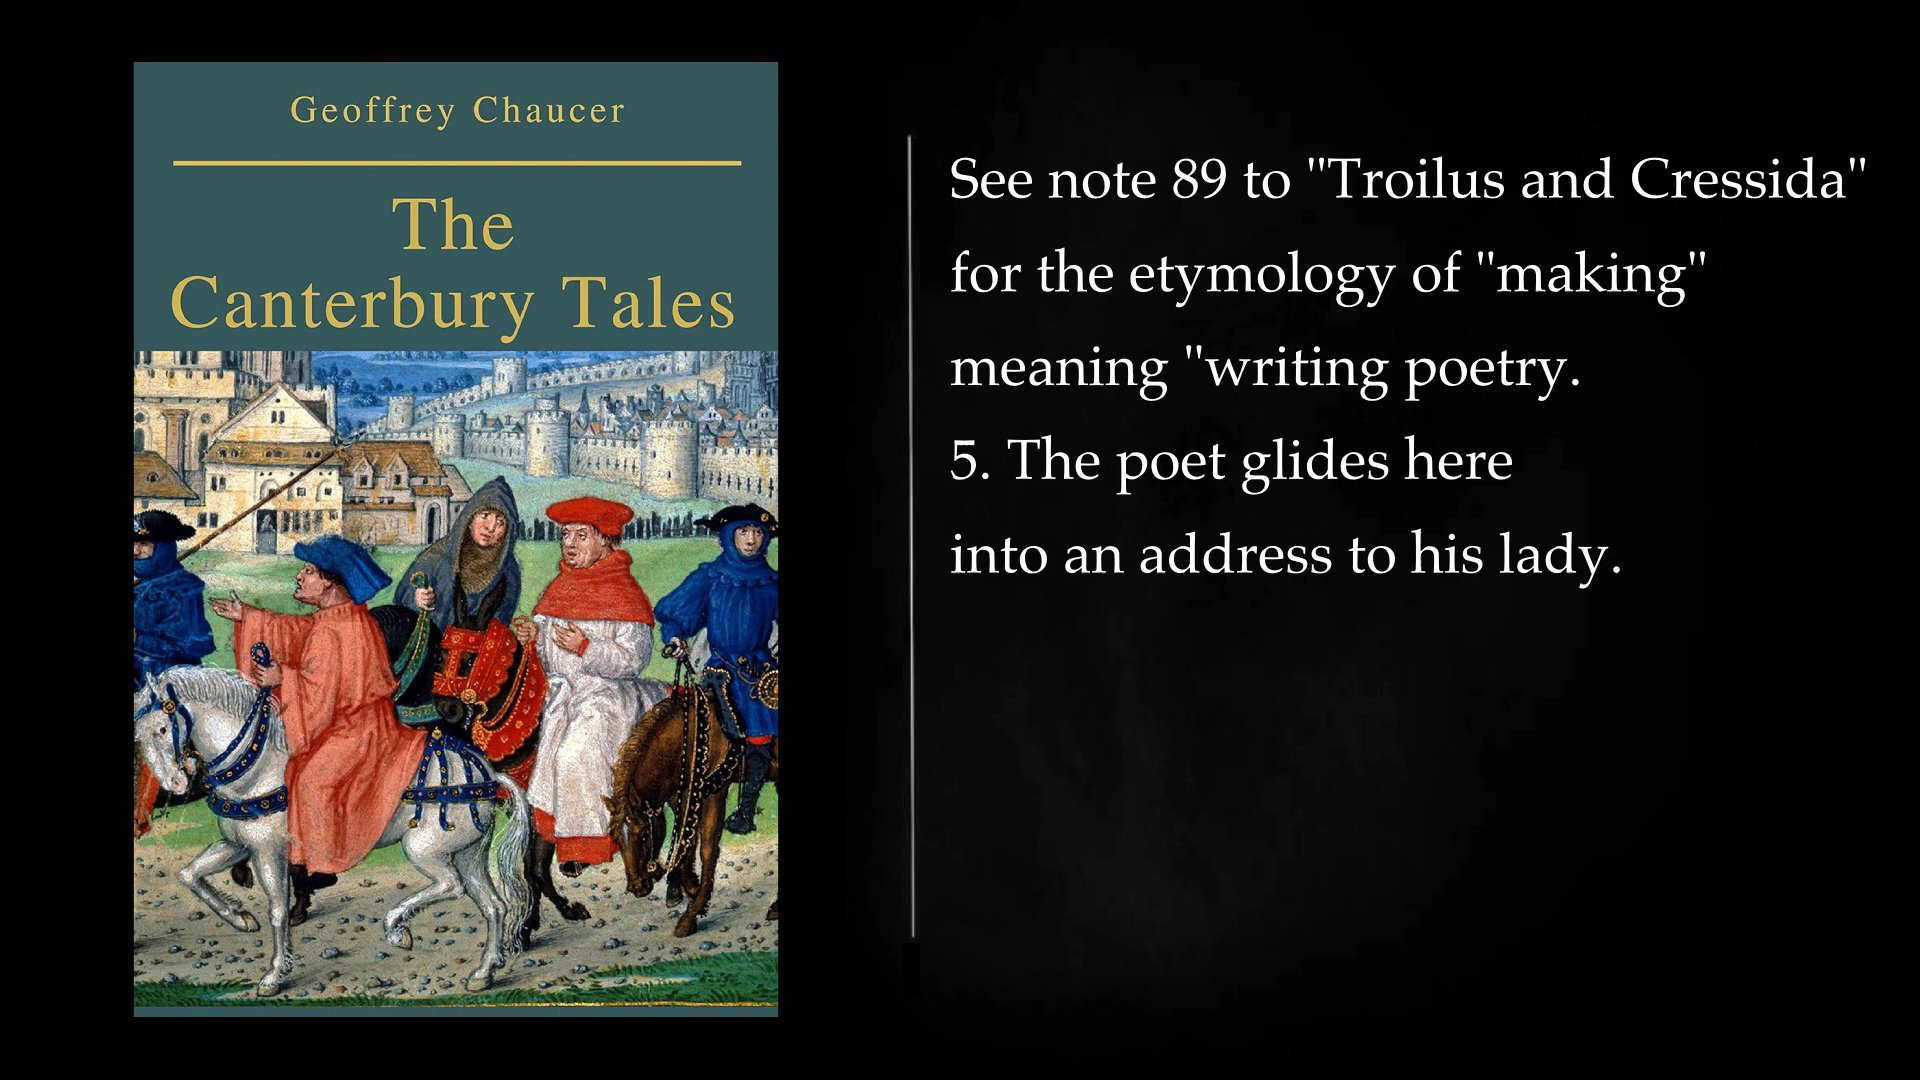 Geoffrey Chaucer
The
Canterbury Tales
See note 89 to "Troilus and Cressida"
for the etymology of "making"
meaning "writing poetry.
5. The poet glides here
into an address to his lady.